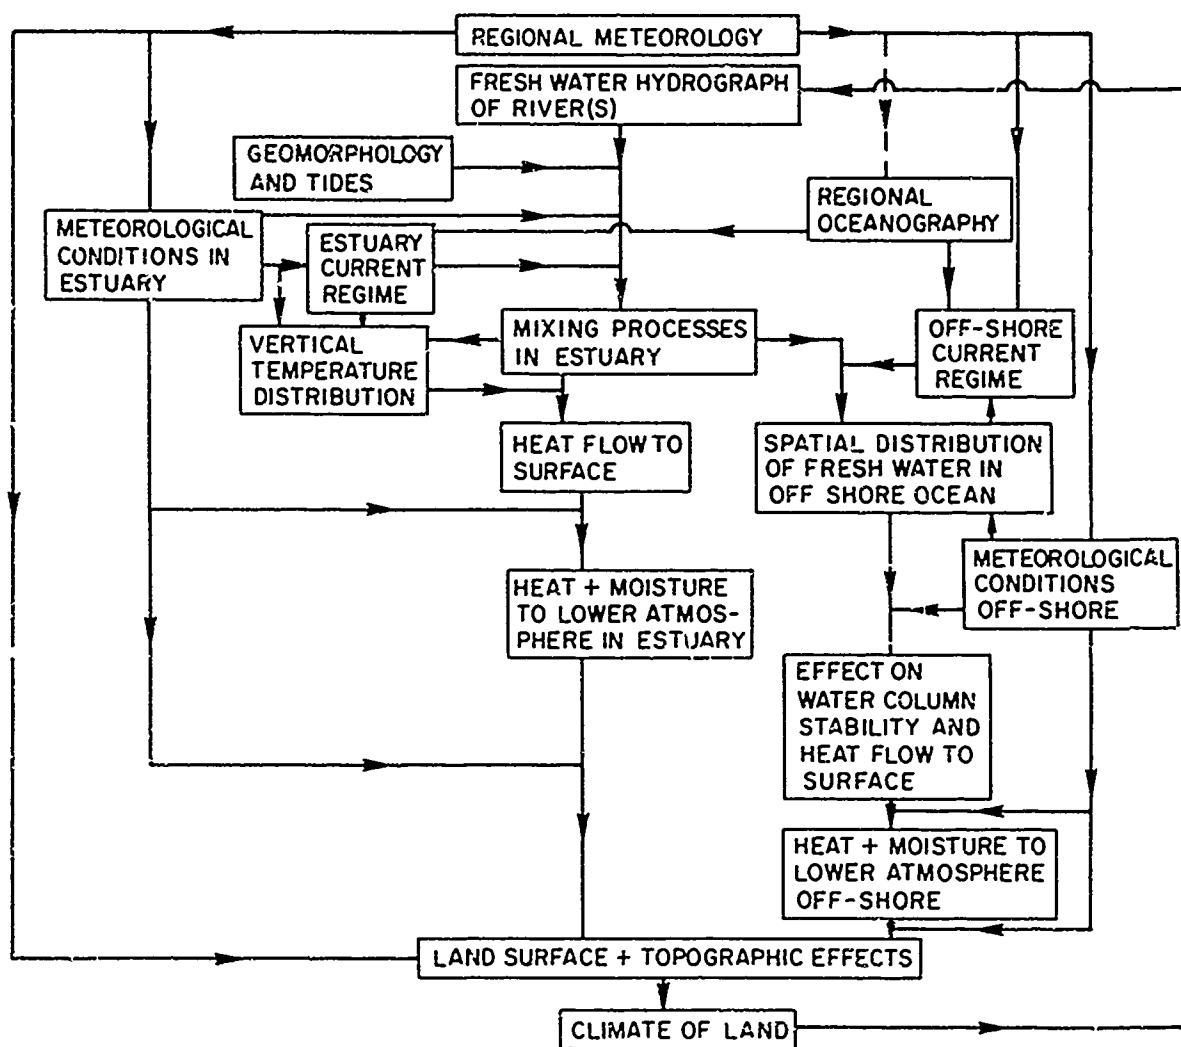 REGIONAL METEOROLOGY
FRESH WATER HYDROGRAPH
OF RIVER(S)
GEOMORPHOLOGY
AND TIDES
REGIONAL
OCEANOGRAPHY
METEOROLOGICAL
CONDITIONS IN
ESTUARY
ESTUARY
CURRENT
REGIME
MIXING PROCESSES
IN ESTUARY
OFF-SHORE
CURRENT
REGIME
VERTICAL
TEMPERATURE
DISTRIBUTION
HEAT FLOW TO
SURFACE
SPATIAL DISTRIBUTION
OF FRESH WATER IN
OFF SHORE OCEAN
METEOROLOGICAL
CONDITIONS
OFF-SHORE
HEAT + MOISTURE
TO LOWER ATMOS-
PHERE IN ESTUARY
EFFECT ON
WATER COLUMN
STABILITY AND
HEAT FLOW TO
SURFACE
HEAT + MOISTURE TO
LOWER ATMOSPHERE
OFF-SHORE
LAND SURFACE + TOPOGRAPHIC EFFECTS
CLIMATE OF LAND